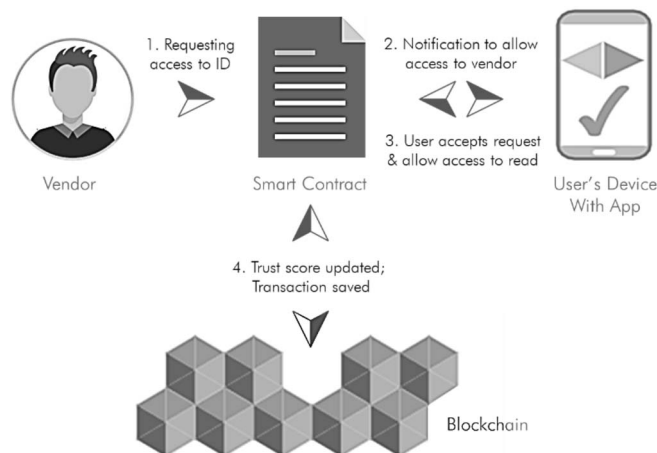 1. Requesting
access to ID
2. Notification to allow
access to vendor
3. User accepts request
& allow access to read
Vendor
Smart Contract
User's Device
With App
4. Trust score updated;
Transaction saved
Blockchain